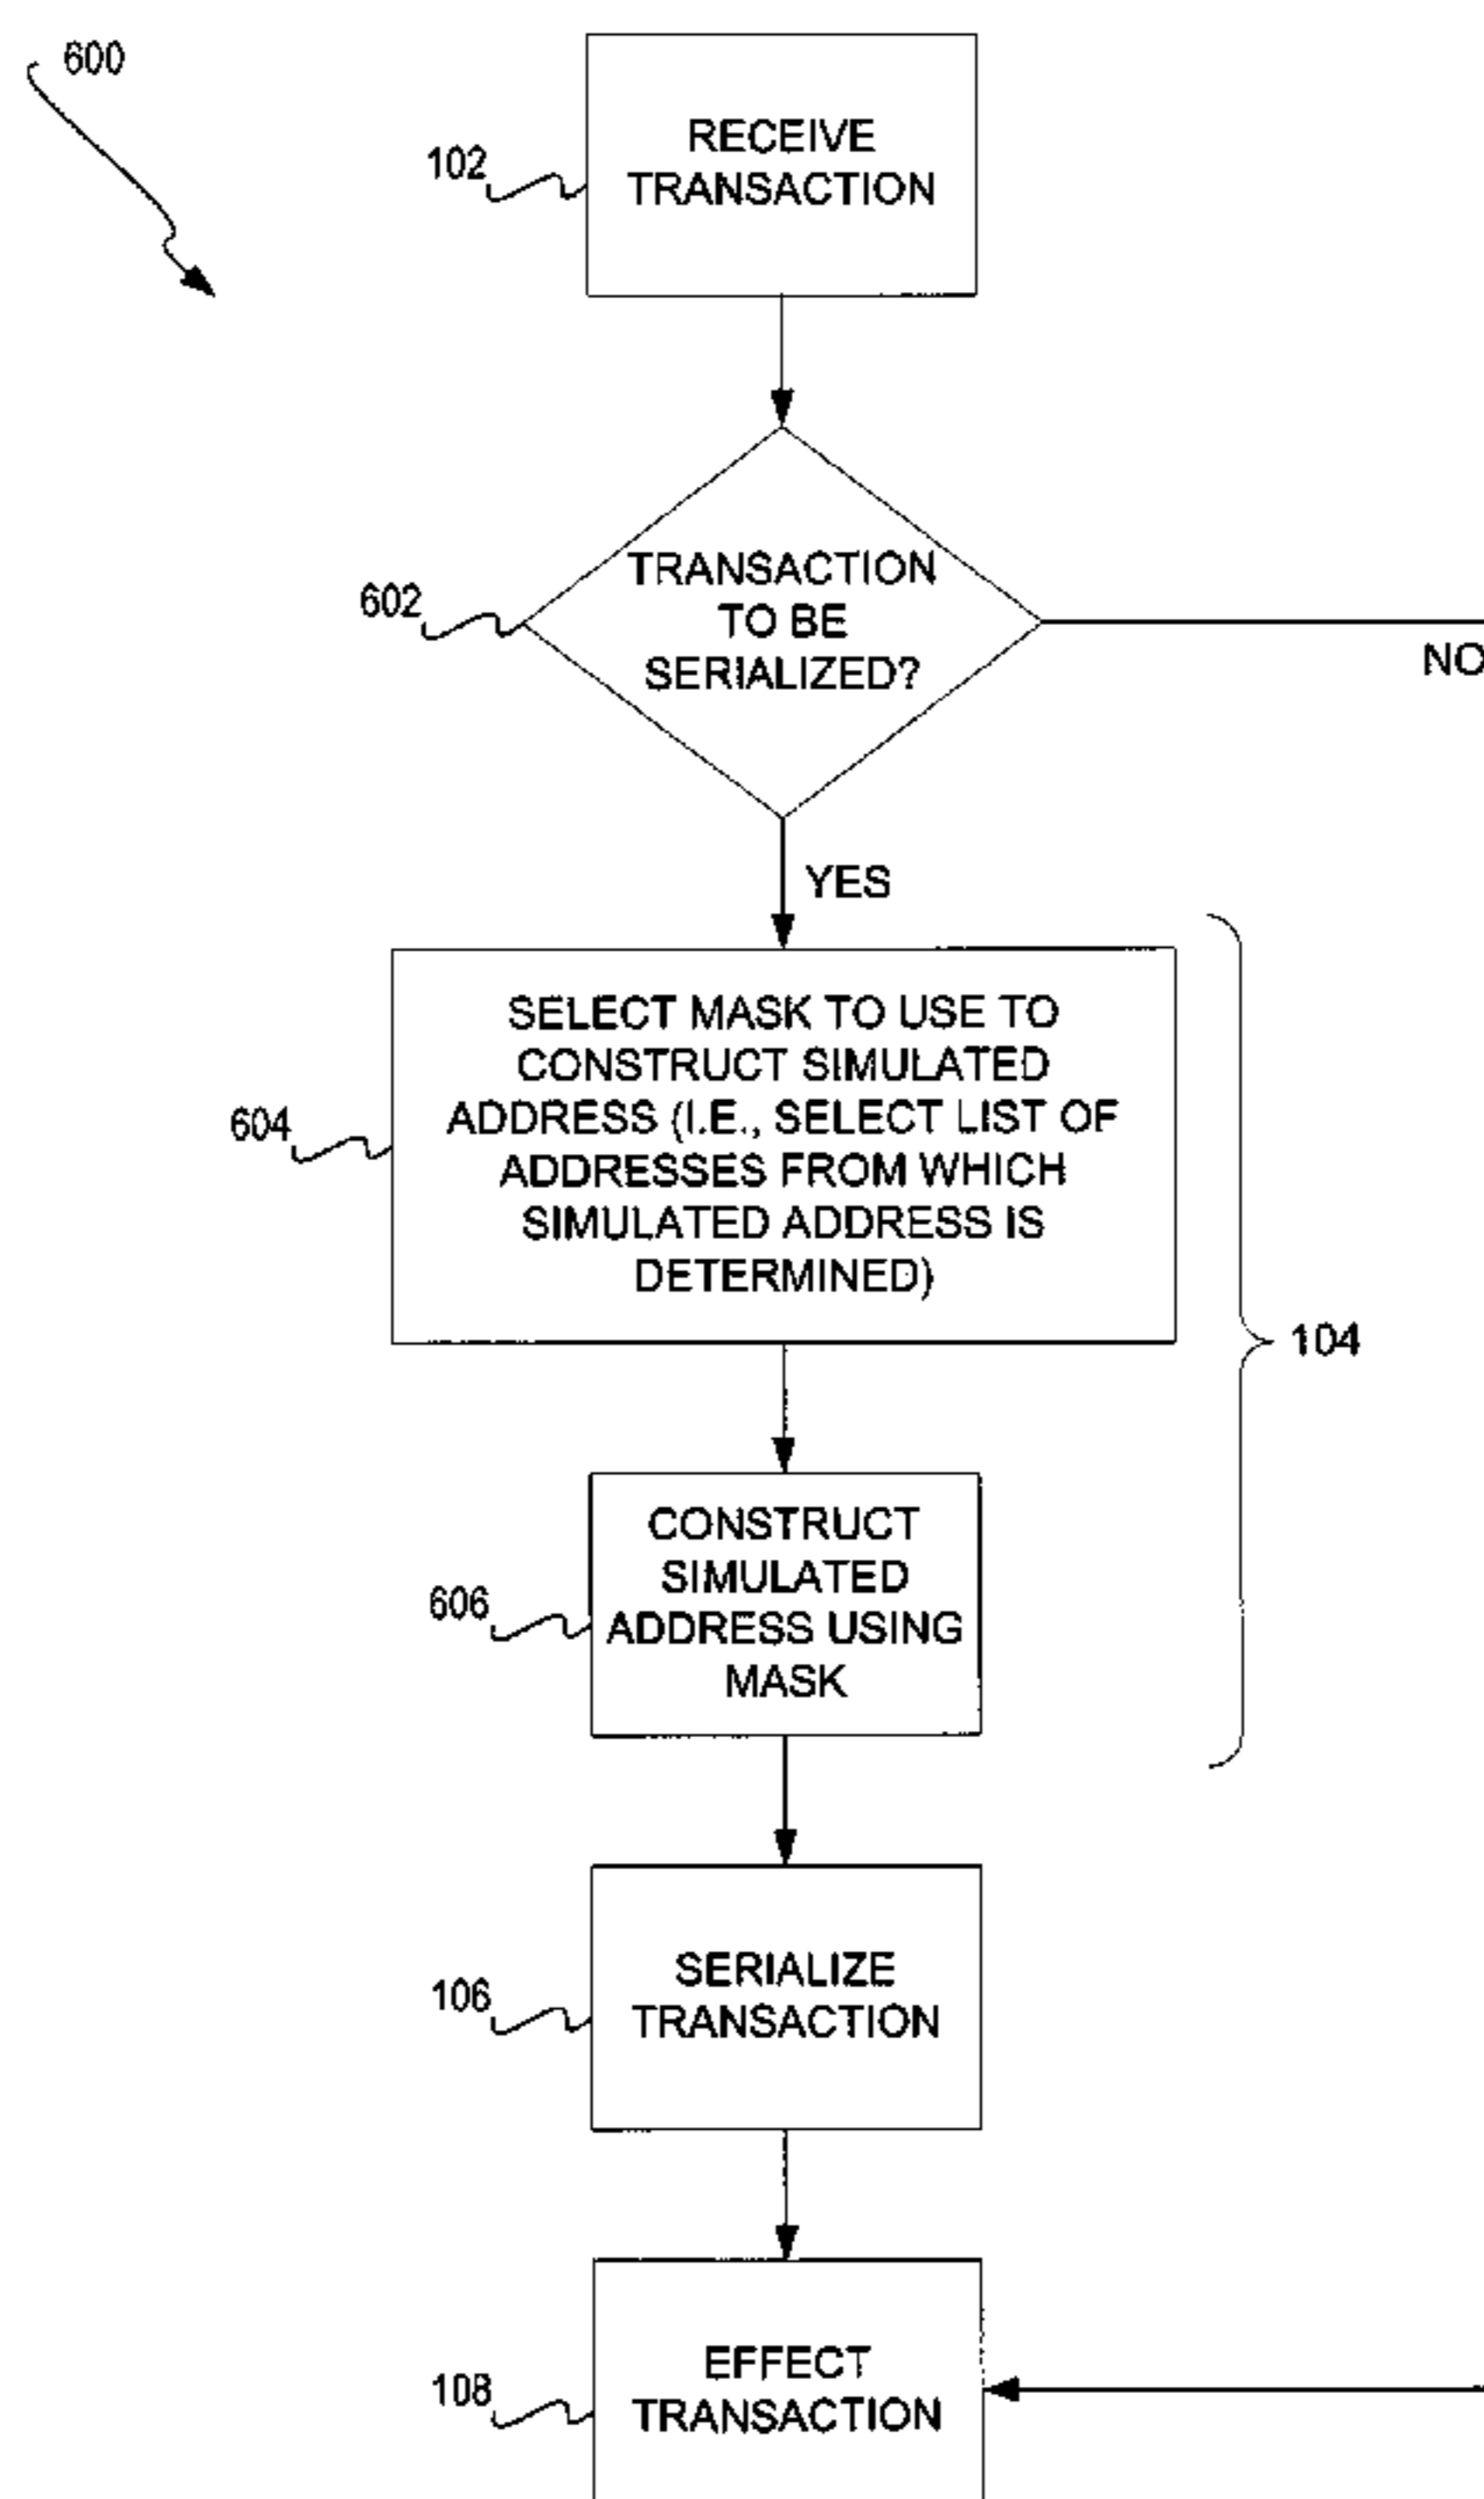 600
102
RECEIVE
TRANSACTION
602
TRANSACTION
TO BE
SERIALIZED?
NO
YES
604
SELECT MASK TO USE TO
CONSTRUCT SIMULATED
ADDRESS (I.E., SELECT LIST OF
ADDRESSES FROM WHICH
SIMULATED ADDRESS IS
DETERMINED)
104
606
CONSTRUCT
SIMULATED
ADDRESS USING
MASK
106
SERIALIZE
TRANSACTION
108
EFFECT
TRANSACTION